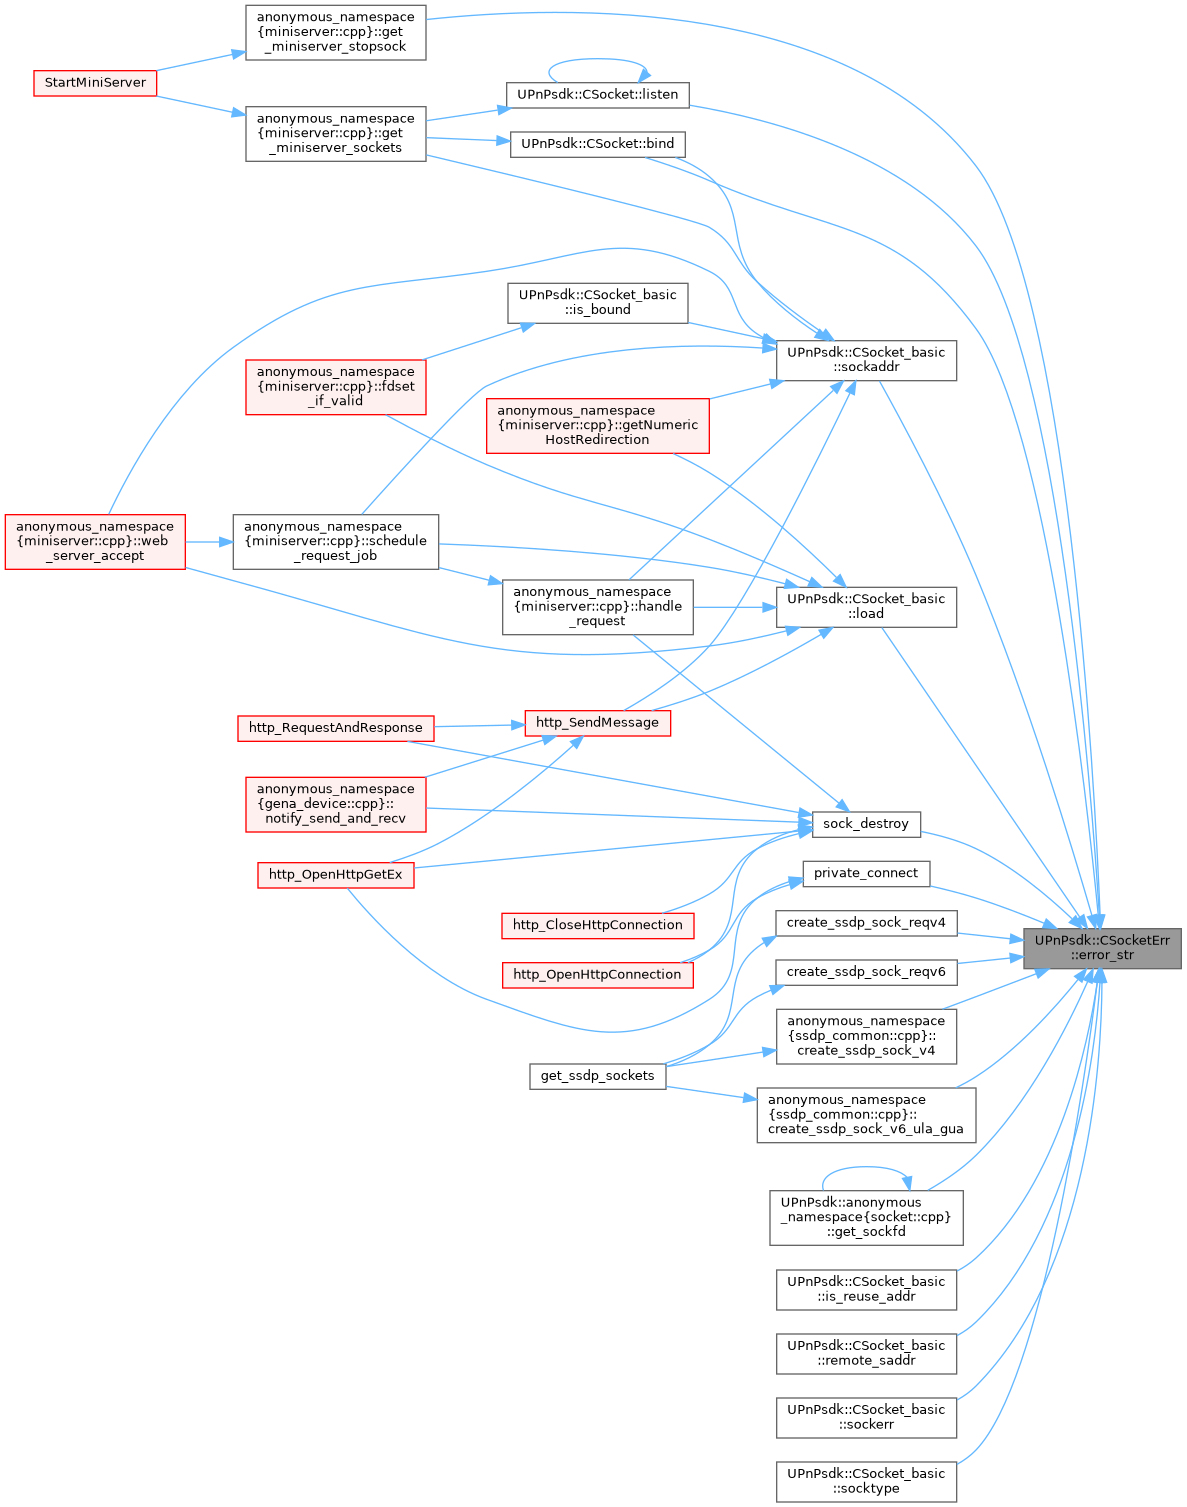 anonymous_namespace
{miniserver::cpp}::get
_miniserver_stopsock
StartMiniServer
UPnPsdk::CSocket::listen
anonymous_namespace
{miniserver::cpp}::get
_miniserver_sockets
UPnPsdk::CSocket::bind
UPnPsdk::CSocket_basic
::is_bound
UPnPsdk::CSocket_basic
::sockaddr
anonymous_namespace
{miniserver::cpp}::fdset
_if_valid
anonymous_namespace
{miniserver::cpp}::getNumeric
HostRedirection
anonymous_namespace
{miniserver::cpp}::web
_server_accept
anonymous_namespace
{miniserver::cpp}::schedule
_request_job
anonymous_namespace
{miniserver::cpp}::handle
_request
UPnPsdk::CSocket_basic
::load
http_SendMessage
http_RequestAndResponse
anonymous_namespace
{gena_device::cpp}::
notify_send_and_recv
sock_destroy
http_OpenHttpGetEx
private_connect
http_CloseHttpConnection
create_ssdp_sock_reqv4
UPnPsdk::CSocketErr
::error_str
http_OpenHttpConnection
create_ssdp_sock_reqv6
anonymous_namespace
{ssdp_common::cpp}::
create_ssdp_sock_v4
get_ssdp_sockets
anonymous_namespace
{ssdp_common::cpp}::
create_ssdp_sock_v6_ula_gua
UPnPsdk::anonymous
_namespace{socket::cpp}
::get_sockfd
UPnPsdk::CSocket_basic
::is_reuse_addr
UPnPsdk::CSocket_basic
::remote_saddr
UPnPsdk::CSocket_basic
::sockerr
UPnPsdk::CSocket_basic
::socktype